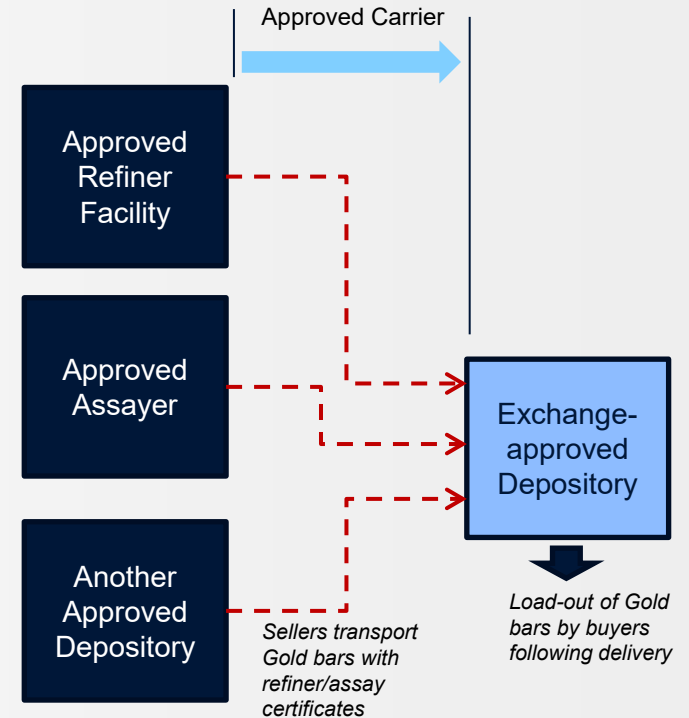 Approved Carrier
Approved
Refiner
Facility
Approved
Assayer
Exchange-
approved
Depository
Another
Approved
Depository
Sellers transport
Gold bars with
refiner/assay
certificates
Load-out of Gold
bars by buyers
following delivery